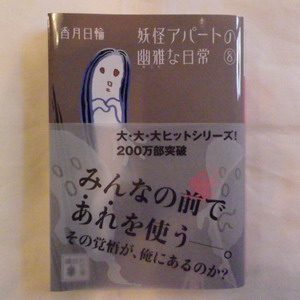 香月日輪
妖怪アパートの
幽雅な日常 ⑧
大・大・大ヒットシリーズ!
200万部突破
みんなの前で
あれを使う――。
その覚悟が、俺にあるのか?